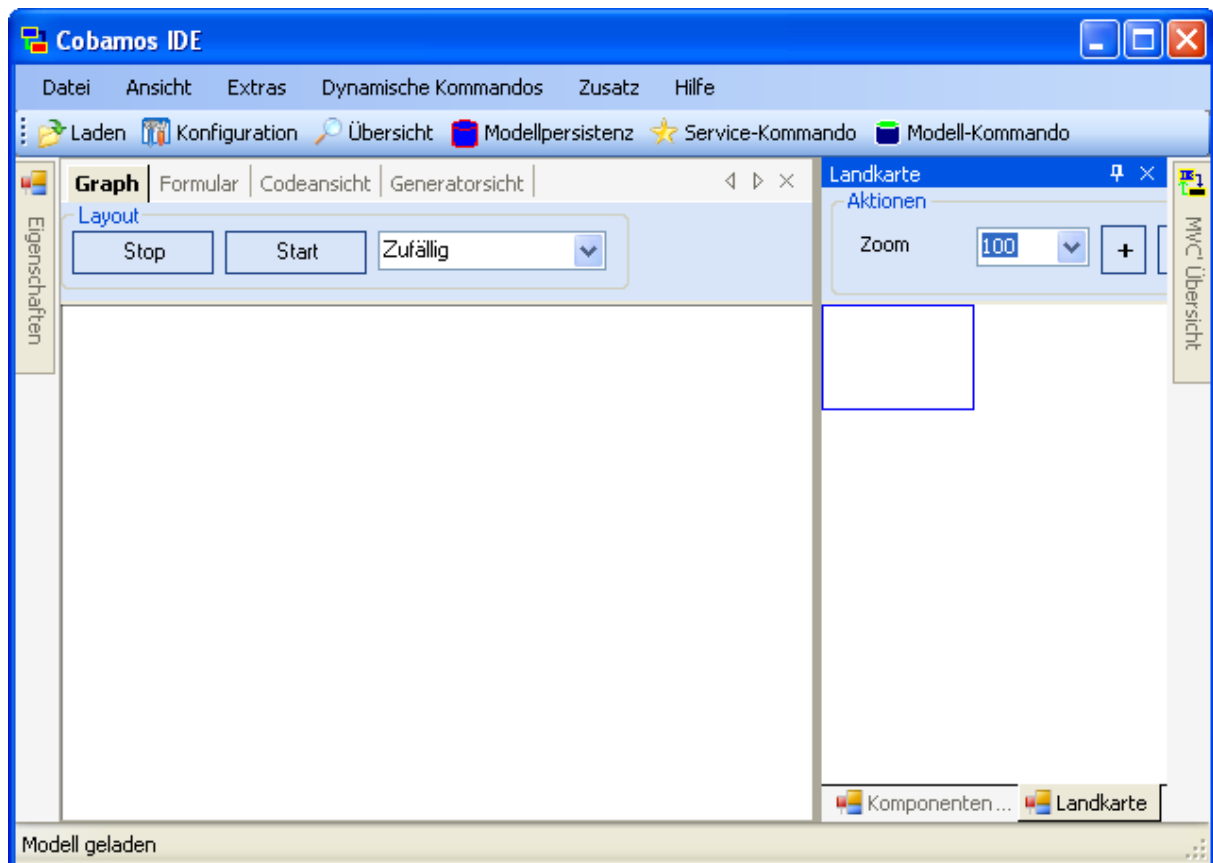 Cobamos IDE
Datei Ansicht Extras Dynamische Kommandos Zusatz Hilfe
Laden Konfiguration Übersicht Modellpersistenz Service-Kommando Modell-Kommando
Eigenschaften
Graph Formular Codeansicht Generatorsicht
Layout
Stop Start Zufällig
Landkarte
Aktionen
Zoom 100 +
MVC' Übersicht
Komponenten ... Landkarte
Modell geladen